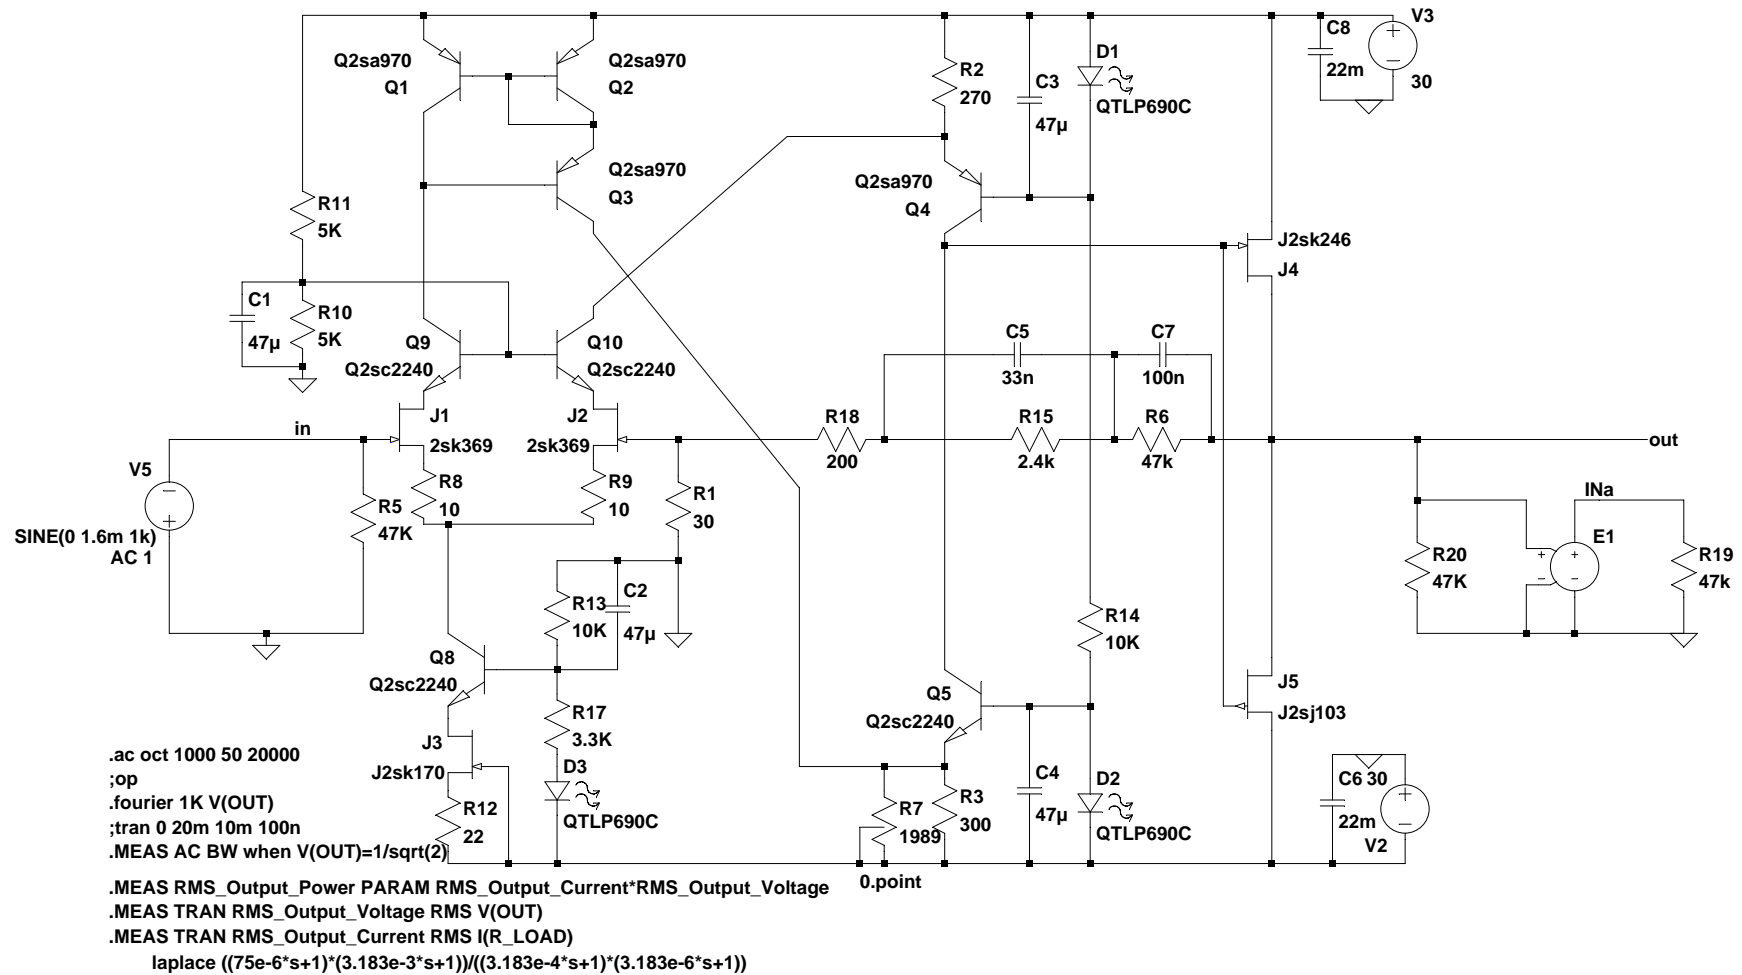 V3
30
C8
22m
Q2sa970
Q1
Q2sa970
Q2
R2
270
C3
47µ
D1
QTLP690C
Q2sa970
Q3
Q2sa970
Q4
R11
5K
J2sk246
J4
C1
47µ
R10
5K
Q9
Q2sc2240
Q10
Q2sc2240
C5
33n
C7
100n
J1
2sk369
J2
2sk369
R18
200
R15
2.4k
R6
47k
in
out
V5
SINE(0 1.6m 1k)
AC 1
R5
47K
R8
10
R9
10
R1
30
INa
E1
+
−
+
−
R20
47K
R19
47k
R13
10K
C2
47µ
R14
10K
Q8
Q2sc2240
Q5
Q2sc2240
J5
J2sj103
R17
3.3K
J3
J2sk170
D3
QTLP690C
R12
22
R7
1989
R3
300
C4
47µ
D2
QTLP690C
C6
22m
30
V2
0.point
.ac oct 1000 50 20000
;op
.fourier 1K V(OUT)
;tran 0 20m 10m 100n
.MEAS AC BW when V(OUT)=1/sqrt(2)
.MEAS RMS_Output_Power PARAM RMS_Output_Current*RMS_Output_Voltage
.MEAS TRAN RMS_Output_Voltage RMS V(OUT)
.MEAS TRAN RMS_Output_Current RMS I(R_LOAD)
laplace ((75e-6*s+1)*(3.183e-3*s+1))/((3.183e-4*s+1)*(3.183e-6*s+1))